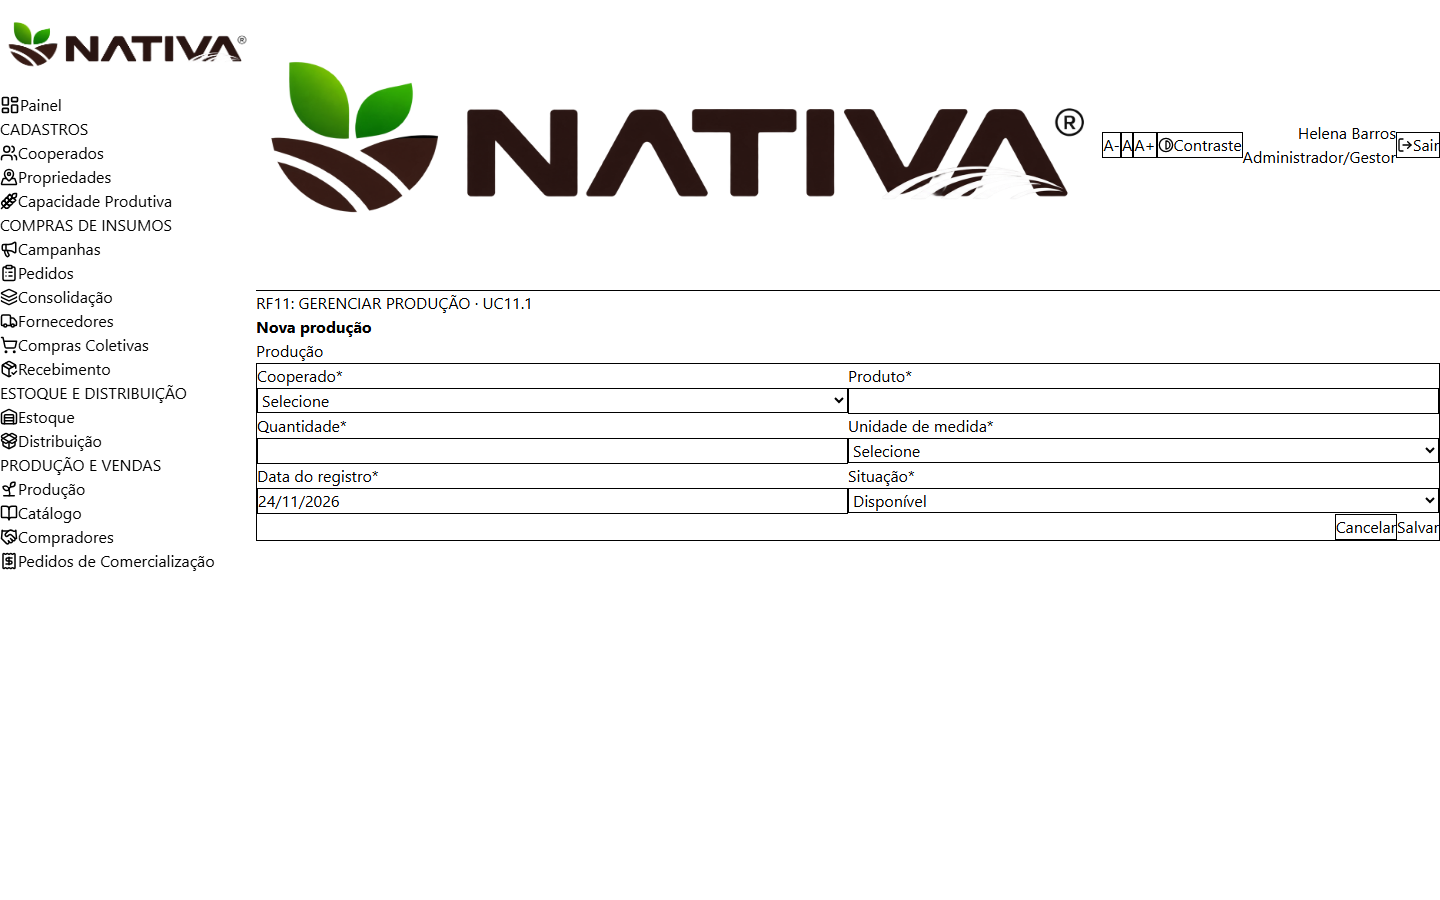 NATIVA®
Painel
CADASTROS
Cooperados
Propriedades
Capacidade Produtiva
COMPRAS DE INSUMOS
Campanhas
Pedidos
Consolidação
Fornecedores
Compras Coletivas
Recebimento
ESTOQUE E DISTRIBUIÇÃO
Estoque
Distribuição
PRODUÇÃO E VENDAS
Produção
Catálogo
Compradores
Pedidos de Comercialização
NATIVA®
A- A A+ Contraste
Helena Barros
Administrador/Gestor
Sair
RF11: GERENCIAR PRODUÇÃO · UC11.1
Nova produção
Produção
Cooperado* Produto*
Selecione
Quantidade* Unidade de medida*
Selecione
Data do registro* Situação*
24/11/2026 Disponível
Cancelar Salvar